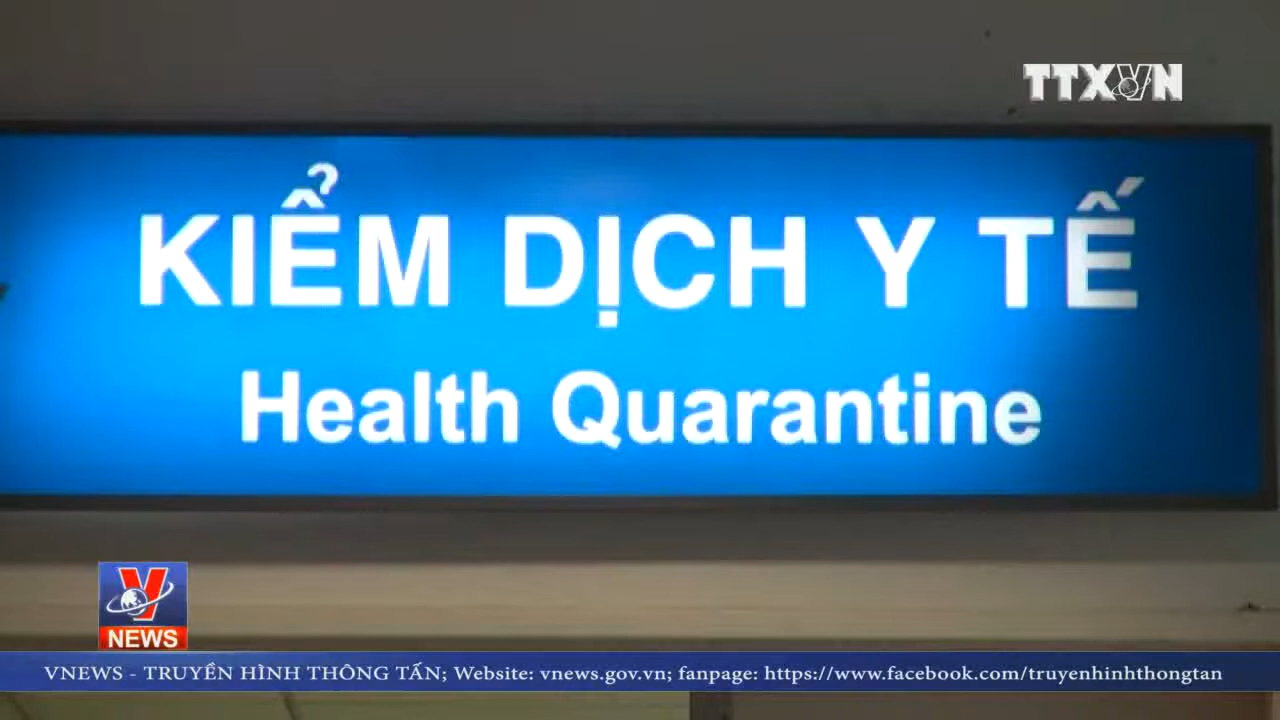 TTXVN
KIỂM DỊCH Y TẾ
Health Quarantine
V
NEWS
VNEWS - TRUYỀN HÌNH THÔNG TẤN; Website: vnews.gov.vn; fanpage: https://www.facebook.com/truyenhinhthongtan